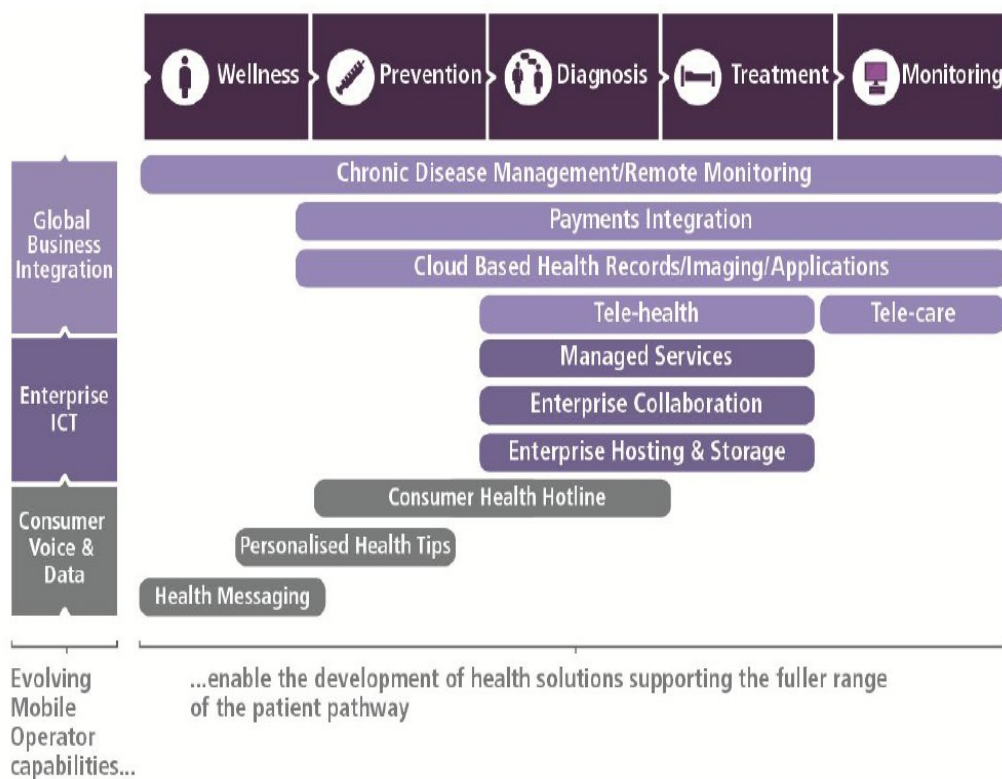 Wellness
Prevention
Diagnosis
Treatment
Monitoring
Global
Business
Integration
Chronic Disease Management/Remote Monitoring
Payments Integration
Cloud Based Health Records/Imaging/Applications
Tele-health
Tele-care
Enterprise
ICT
Managed Services
Enterprise Collaboration
Enterprise Hosting & Storage
Consumer
Voice &
Data
Consumer Health Hotline
Personalised Health Tips
Health Messaging
Evolving
Mobile
Operator
capabilities...
...enable the development of health solutions supporting the fuller range
of the patient pathway